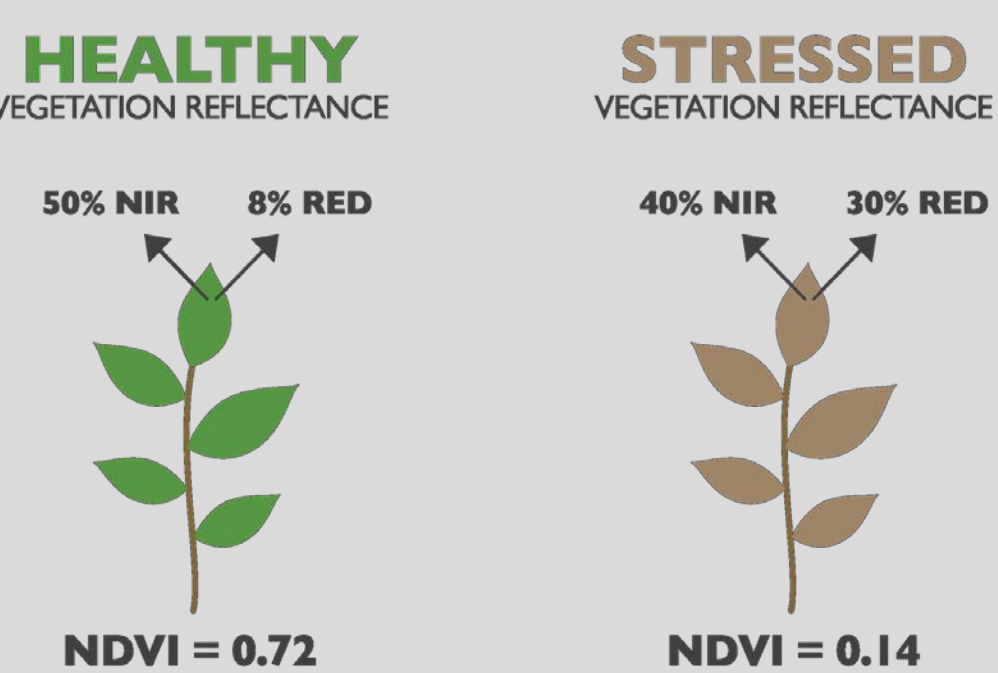 HEALTHY
VEGETATION REFLECTANCE
50% NIR 8% RED
NDVI = 0.72
STRESSED
VEGETATION REFLECTANCE
40% NIR 30% RED
NDVI = 0.14